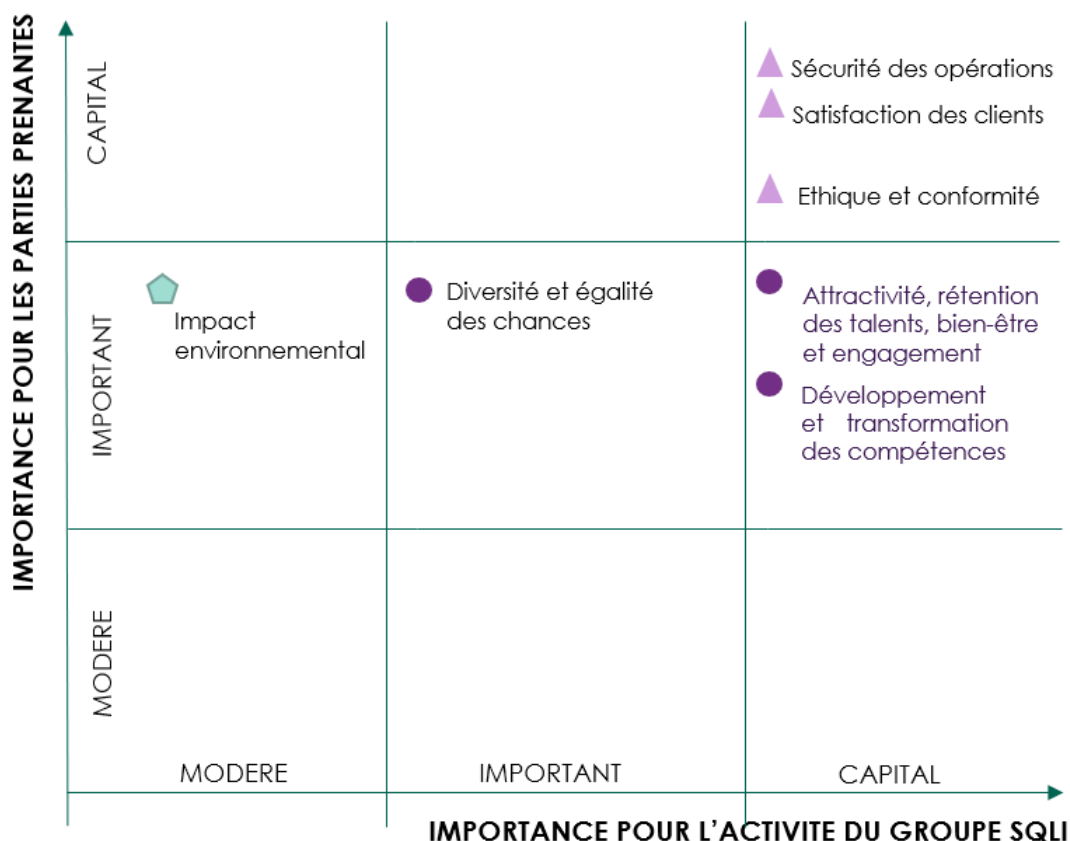 IMPORTANCE POUR LES PARTIES PRENANTES
CAPITAL
Sécurité des opérations
Satisfaction des clients
Ethique et conformité
IMPORTANT
Impact
environnemental
Diversité et égalité
des chances
Attractivité, rétention
des talents, bien-être
et engagement
Développement
et transformation
des compétences
MODERE
MODERE
IMPORTANT
CAPITAL
IMPORTANCE POUR L'ACTIVITE DU GROUPE SQLI